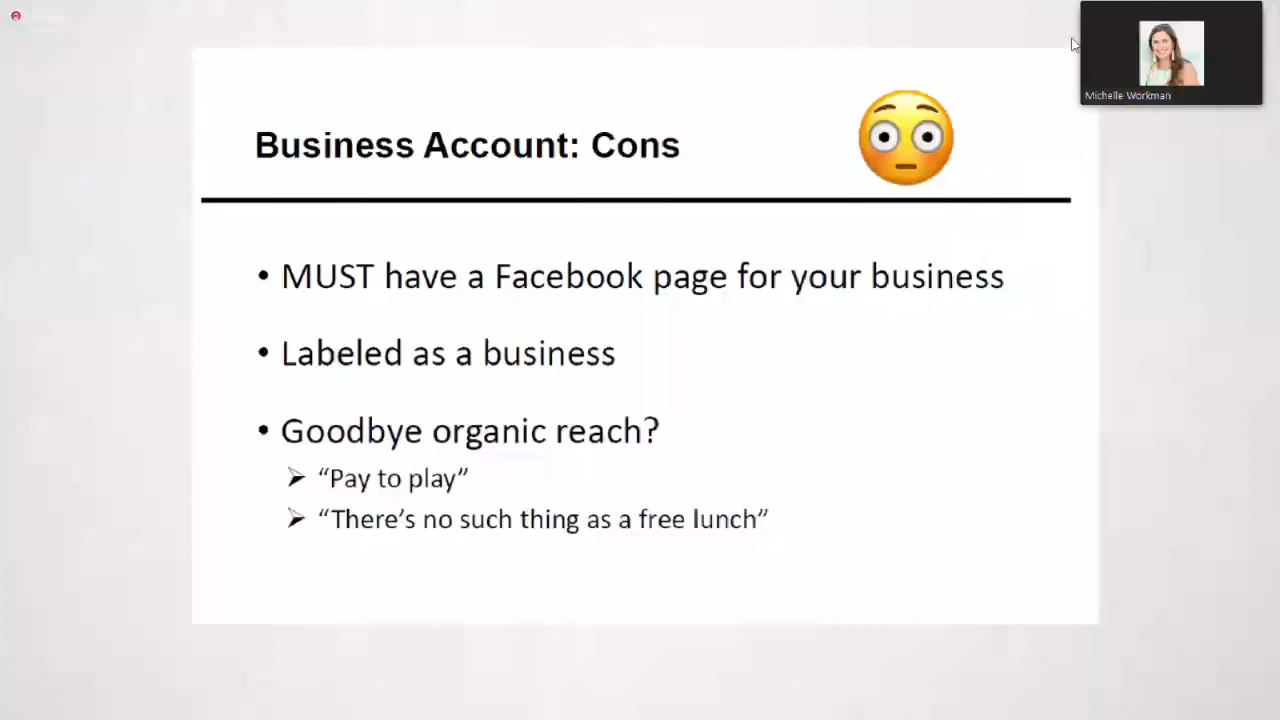 Michelle Workman
Business Account: Cons
• MUST have a Facebook page for your business
• Labeled as a business
• Goodbye organic reach?
➢ “Pay to play”
➢ “There’s no such thing as a free lunch”